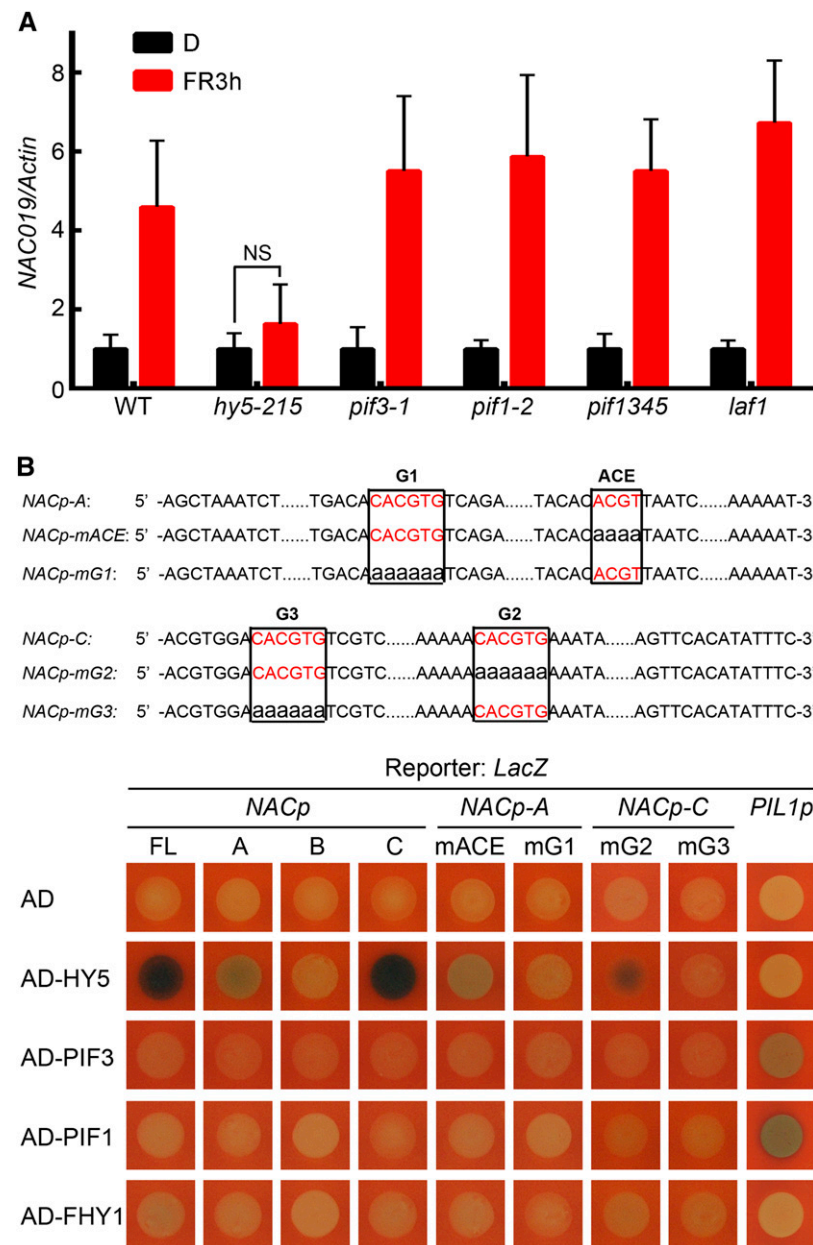 A
D
FR3h
NAC019/Actin
8
6
4
2
0
NS
WT
hy5-215
pif3-1
pif1-2
pif1345
laf1
B
G1 ACE
NACp-A: 5' -AGCTAAATCT......TGACACACGTGTCAGA......TACACACGTTAATC......AAAAAT-3'
NACp-mACE: 5' -AGCTAAATCT......TGACACACGTGTCAGA......TACACaaaaTAATC......AAAAAT-3'
NACp-mG1: 5' -AGCTAAATCT......TGACAaaaaaaTCAGA......TACACACGTTAATC......AAAAAT-3'
G3 G2
NACp-C: 5' -ACGTGGACACGTGTCGTC......AAAAACACGTGAAATA......AGTTCACATATTTC-3'
NACp-mG2: 5' -ACGTGGACACGTGTCGTC......AAAAAaaaaaaAAATA......AGTTCACATATTTC-3'
NACp-mG3: 5' -ACGTGGAaaaaaaTCGTC......AAAAACACGTGAAATA......AGTTCACATATTTC-3'
Reporter: LacZ
NACp NACp-A NACp-C PIL1p
FL A B C mACE mG1 mG2 mG3
AD
AD-HY5
AD-PIF3
AD-PIF1
AD-FHY1